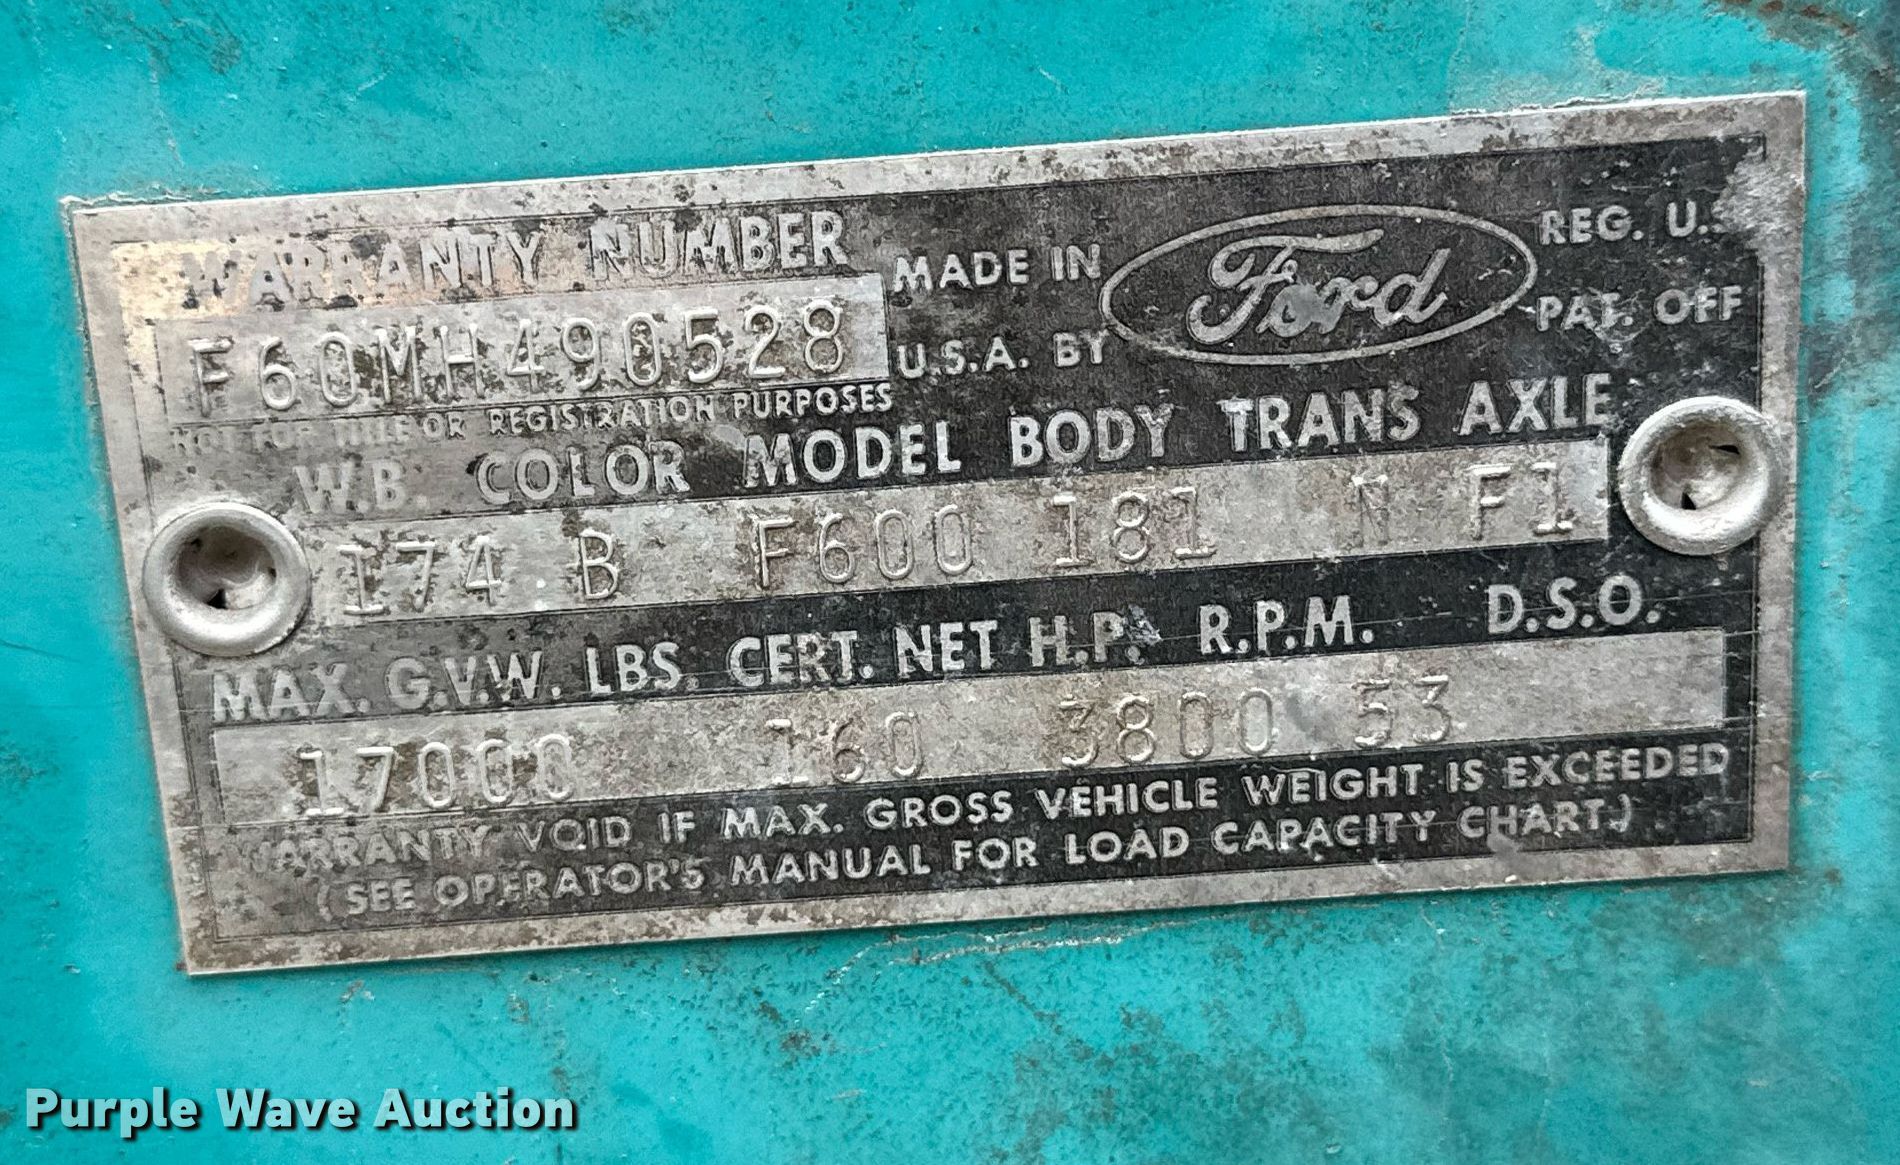 WARRANTY NUMBER
F60MH490528
NOT FOR TITLE OR REGISTRATION PURPOSES
MADE IN
U.S.A. BY
Ford
REG. U.S.
PAT. OFF
W.B. COLOR MODEL BODY TRANS AXLE
174 B F600 181 N F1
MAX. G.V.W. LBS. CERT. NET H.P. R.P.M. D.S.O.
17000 160 3800 53
WARRANTY VOID IF MAX. GROSS VEHICLE WEIGHT IS EXCEEDED
(SEE OPERATOR'S MANUAL FOR LOAD CAPACITY CHART.)
Purple Wave Auction